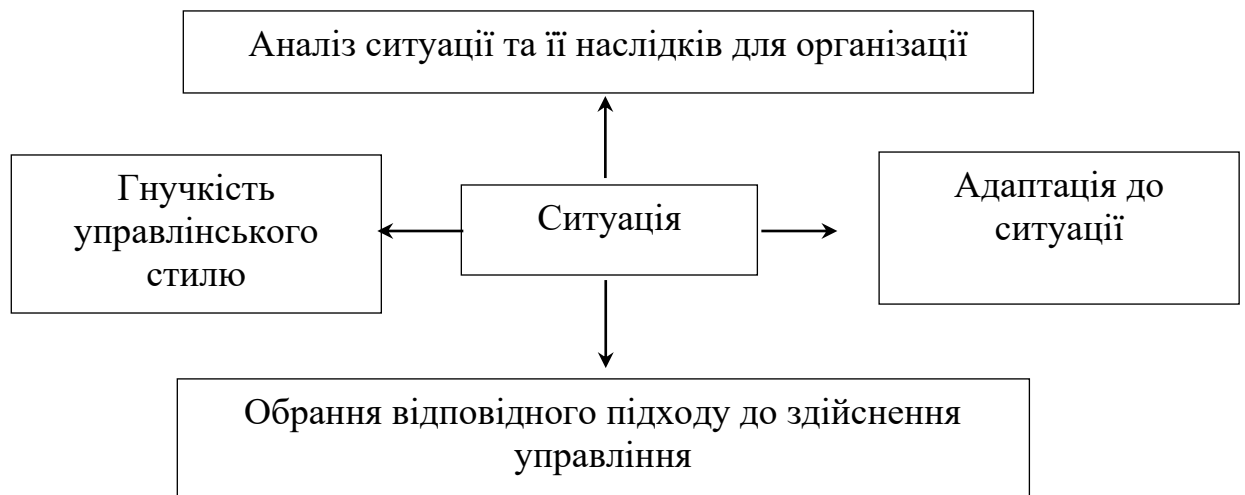 Аналіз ситуації та її наслідків для організації
Гнучкість
управлінського
стилю
Ситуація
Адаптація до
ситуації
Обрання відповідного підходу до здійснення
управління